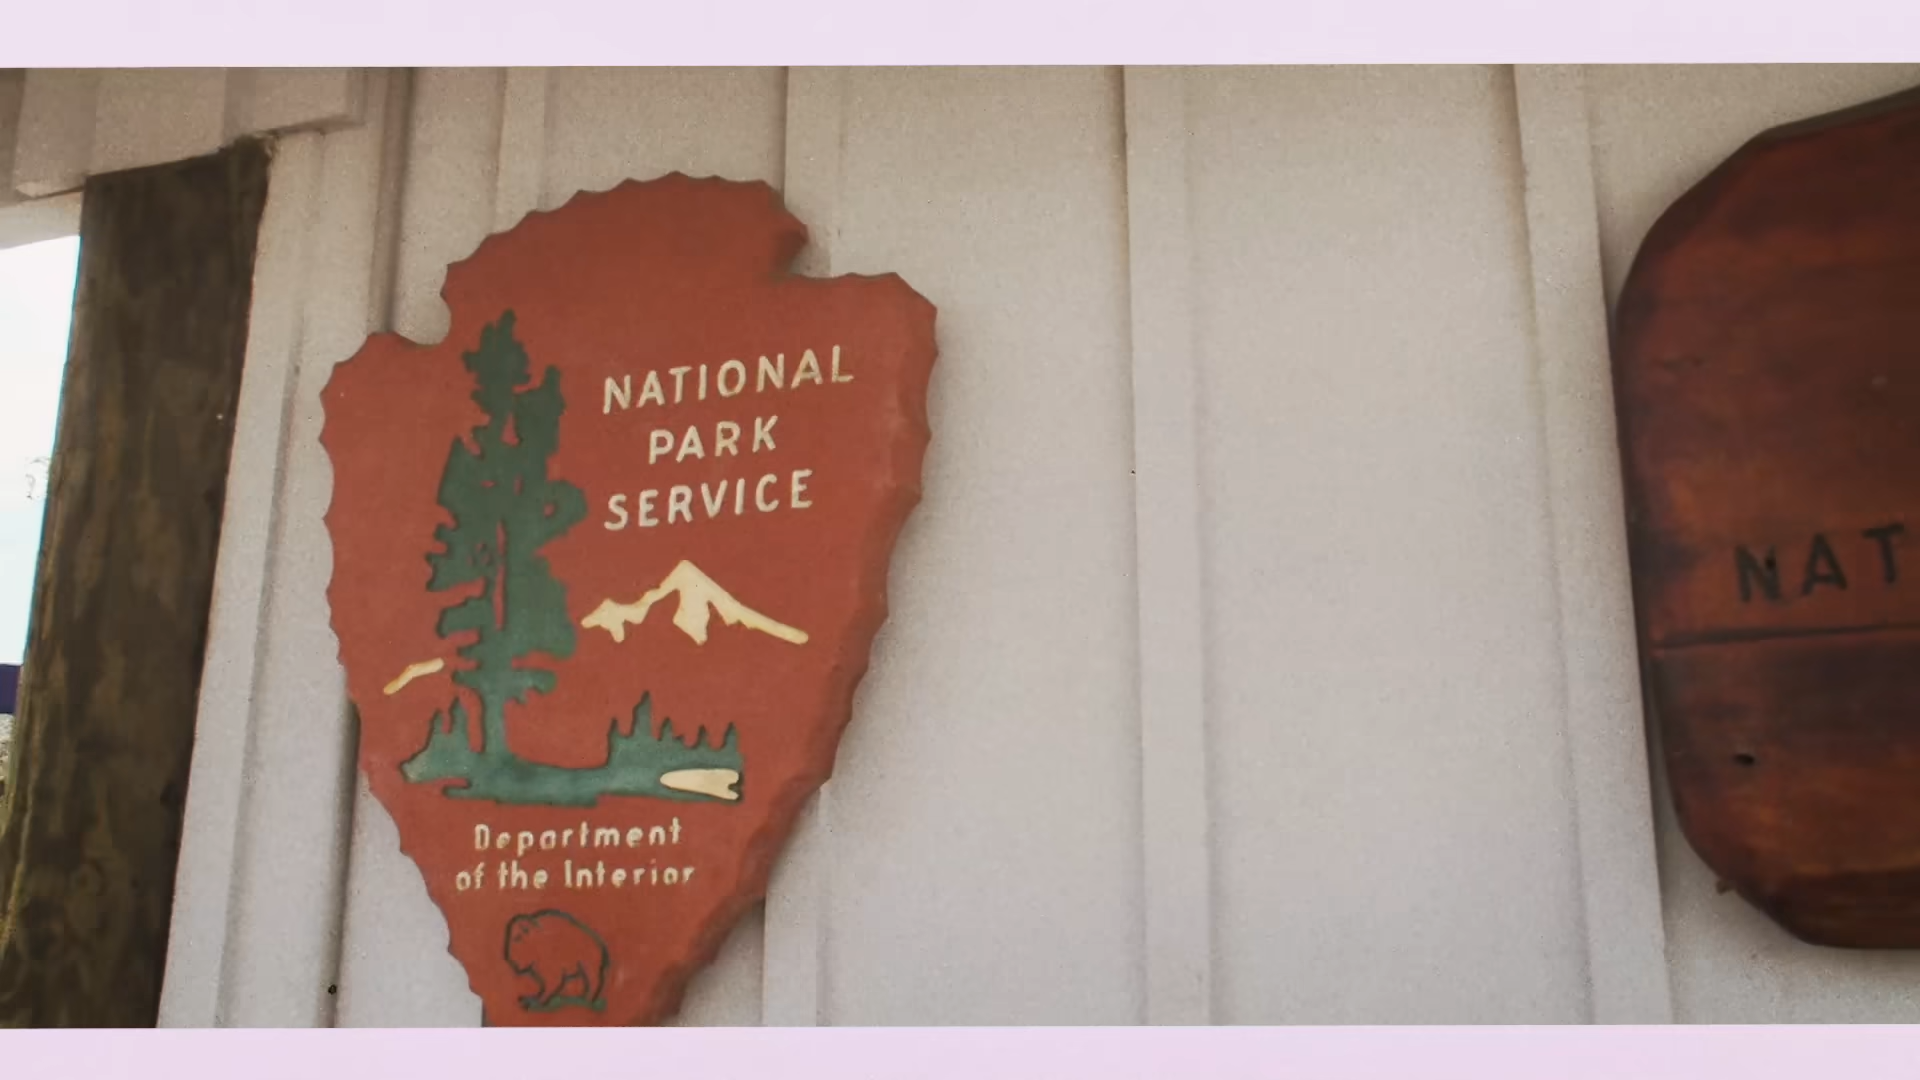 NATIONAL
PARK
SERVICE
Department
of the Interior
NAT